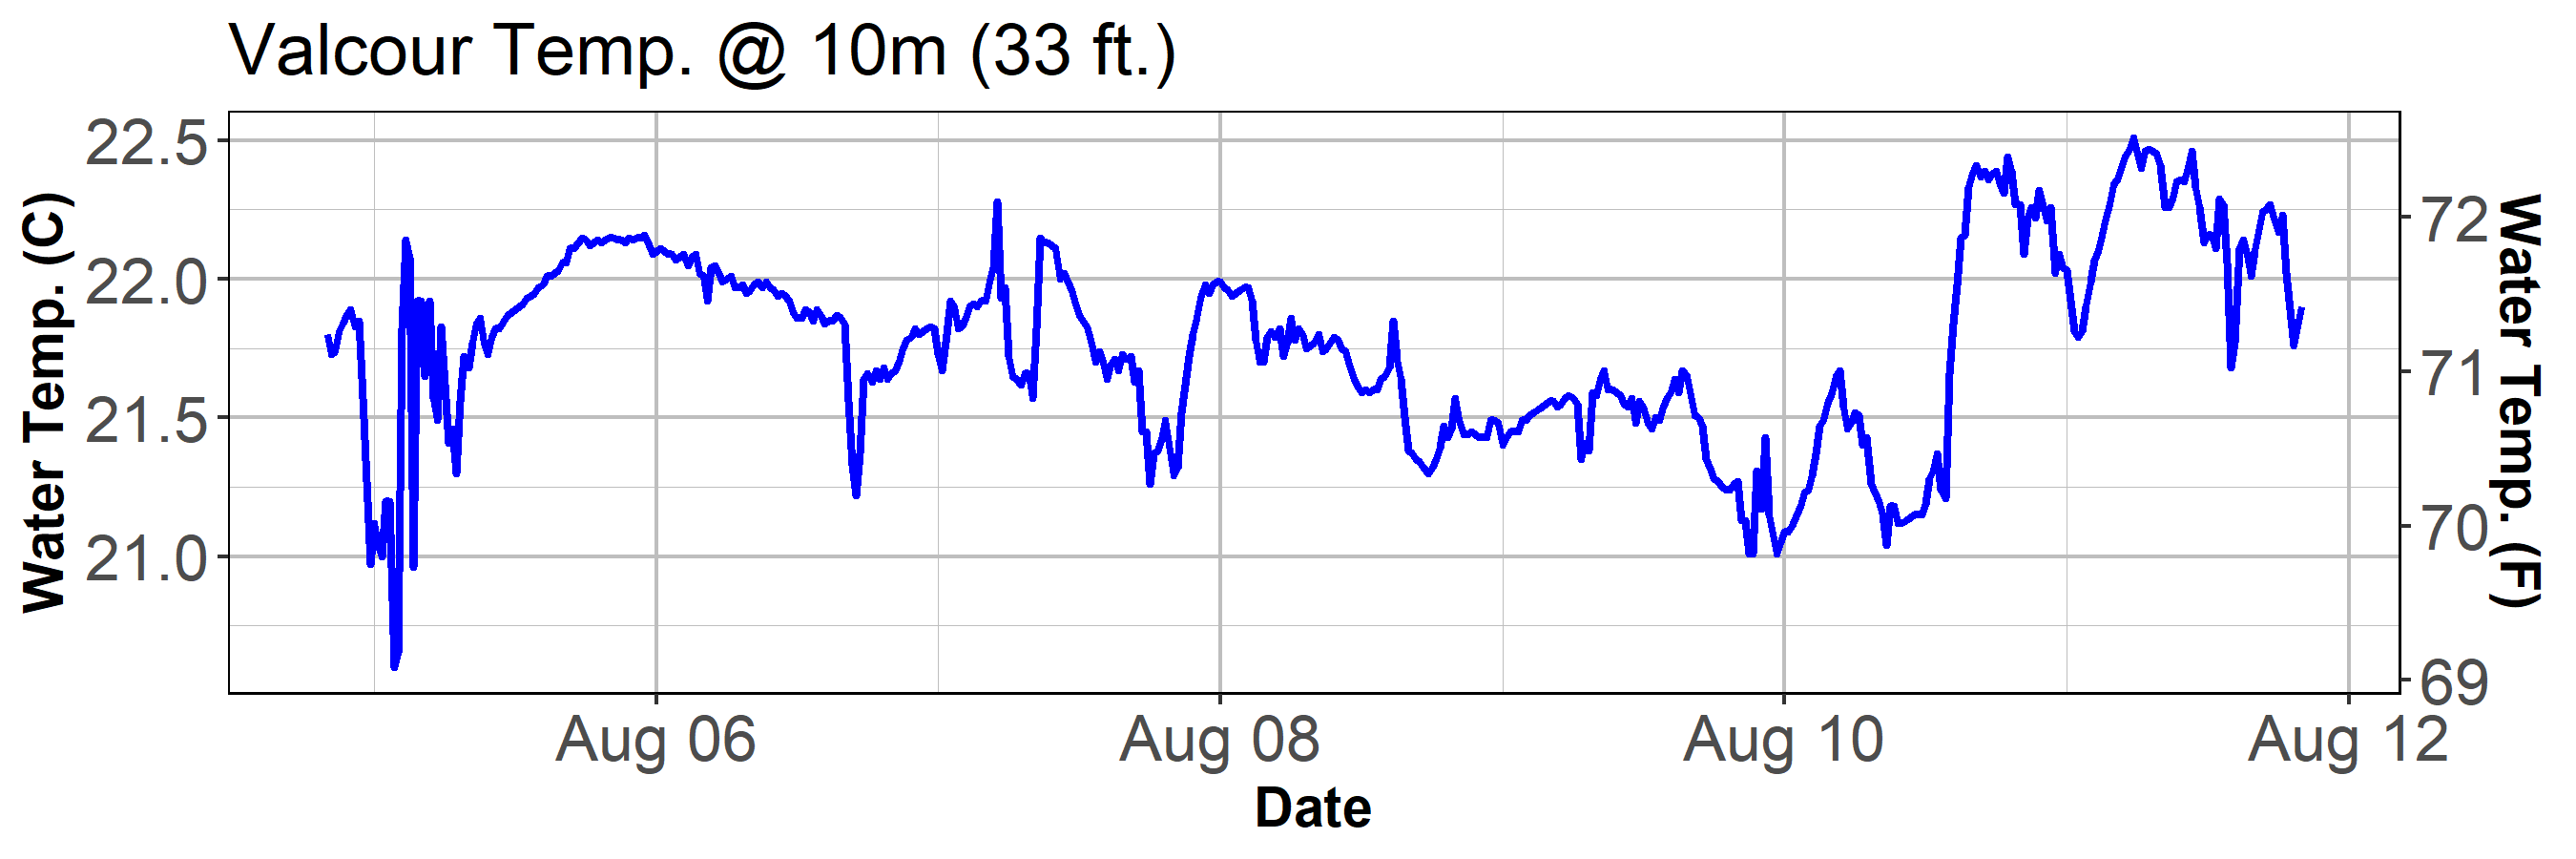 Valcour Temp. @ 10m (33 ft.)
Water Temp. (C)
22.5
22.0
21.5
21.0
72
71
70
69
Water Temp. (F)
Aug 06
Aug 08
Aug 10
Aug 12
Date